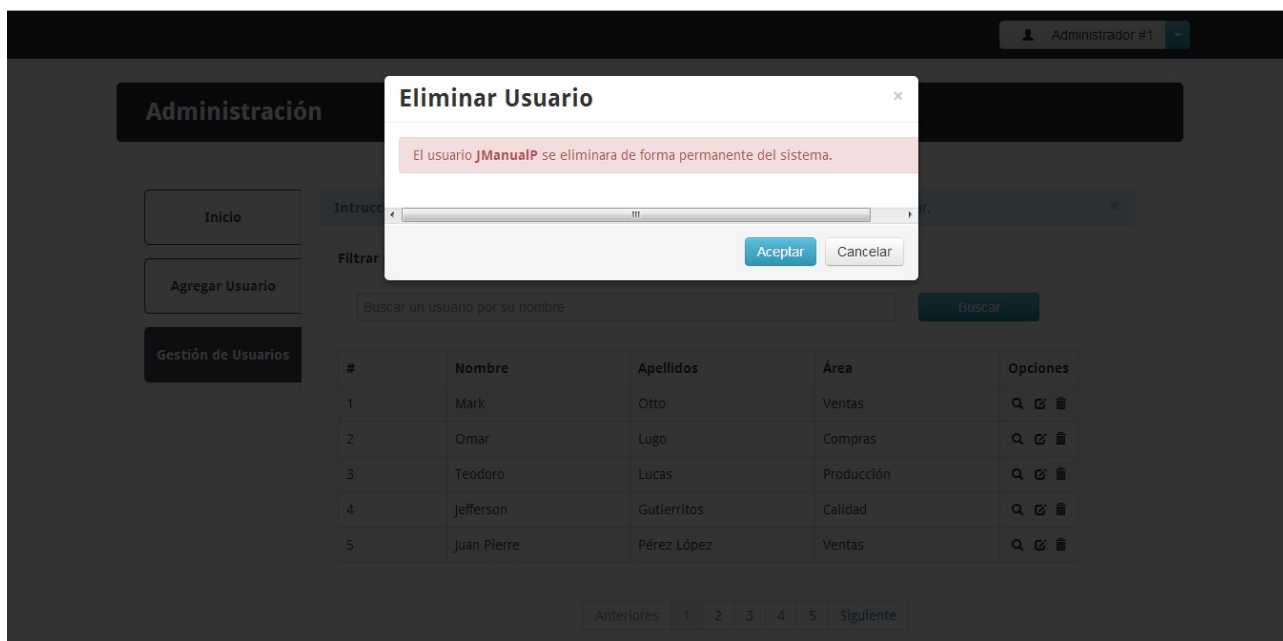 Administrador #1
Administración
Eliminar Usuario
×
El usuario JManualP se eliminara de forma permanente del sistema.
Aceptar
Cancelar
Inicio
Agregar Usuario
Gestión de Usuarios
×
Filtrar
Buscar un usuario por su nombre
Buscar
# Nombre Apellidos Área Opciones
1 Mark Otto Ventas
2 Omar Lugo Compras
3 Teodoro Lucas Producción
4 Jefferson Gutierritos Calidad
5 Juan Pierre Pérez López Ventas
Anteriores 1 2 3 4 5 Siguiente